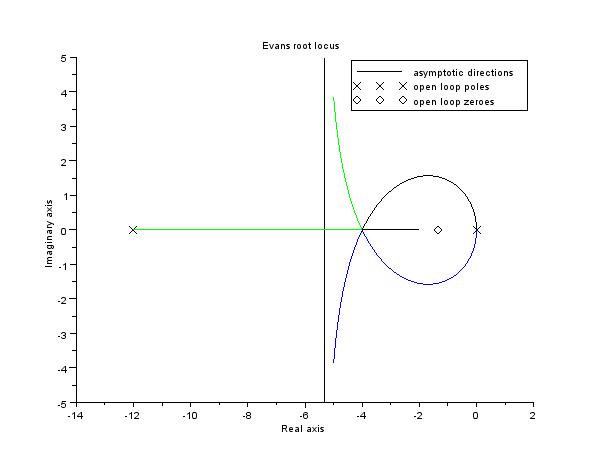 Evans root locus
asymptotic directions
open loop poles
open loop zeroes
5
4
3
2
1
0
-1
-2
-3
-4
-5
Imaginary axis
-14 -12 -10 -8 -6 -4 -2 0 2
Real axis